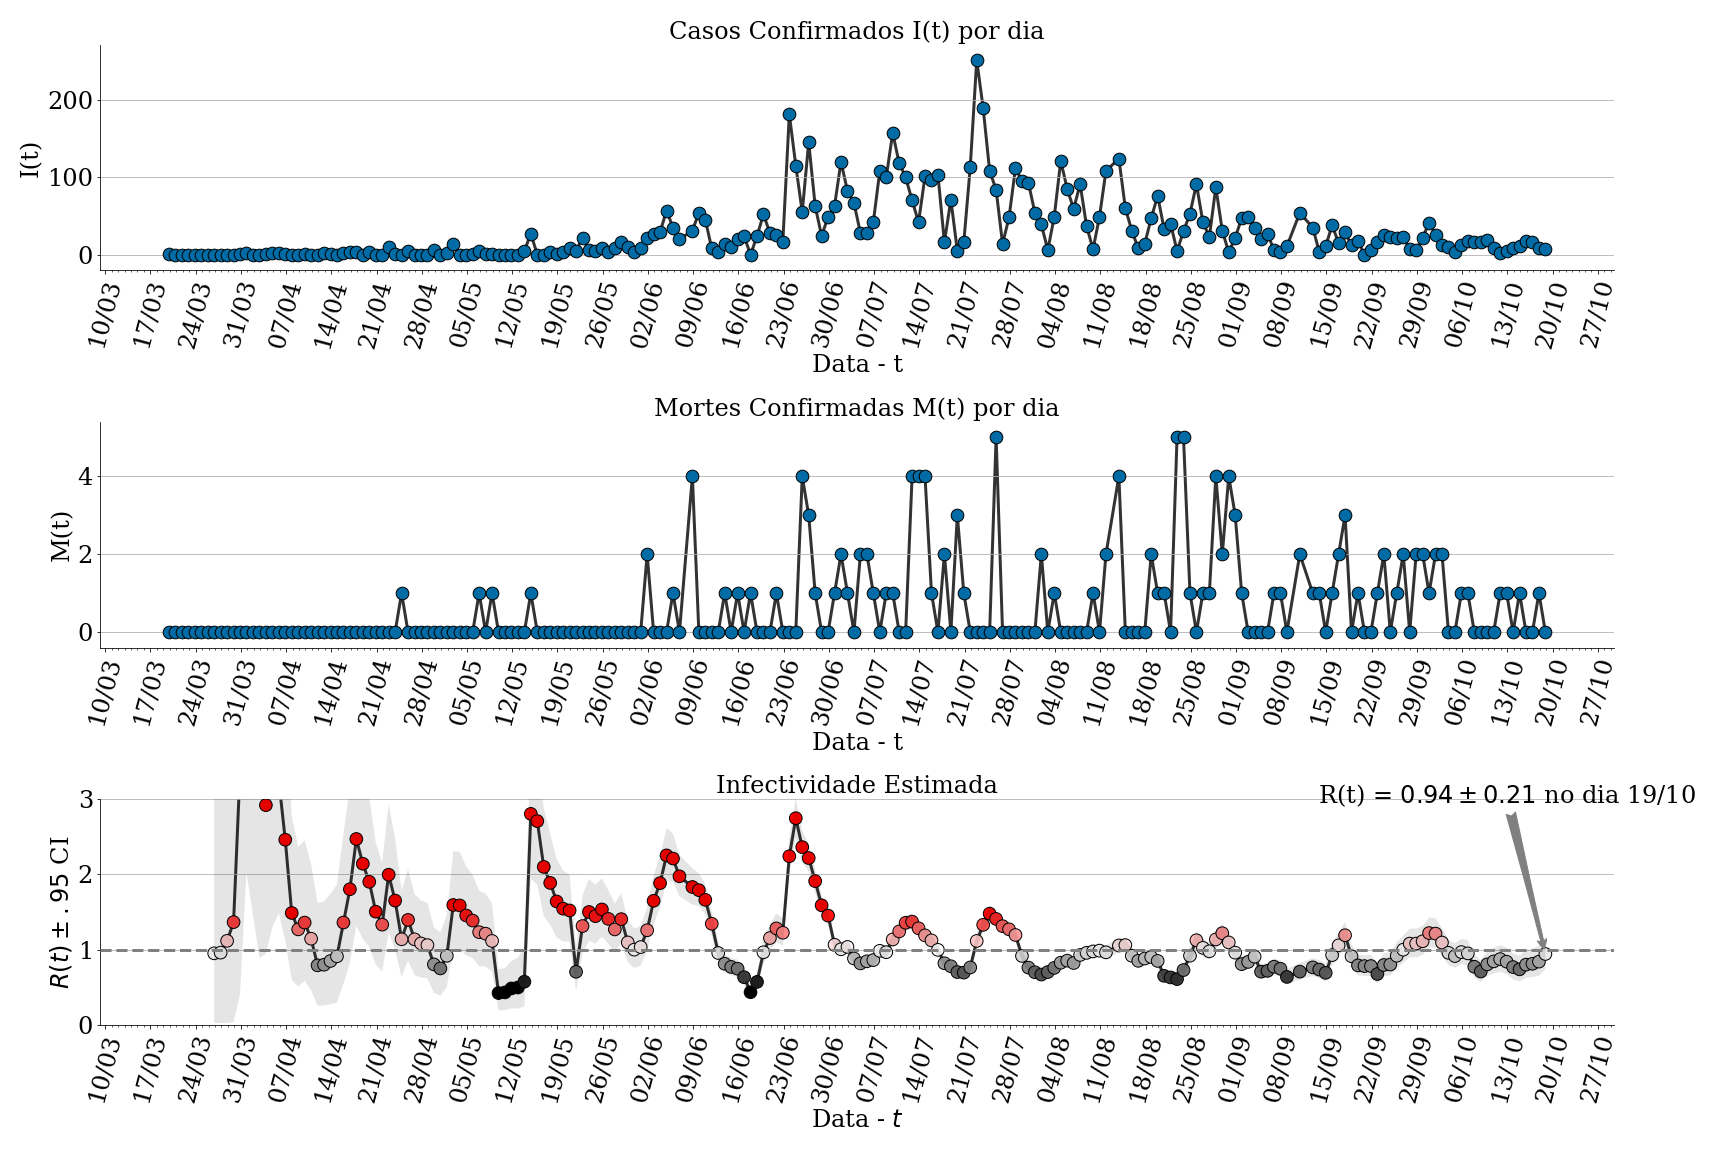 Casos Confirmados I(t) por dia
I(t)
200
100
0
10/03 17/03 24/03 31/03 07/04 14/04 21/04 28/04 05/05 12/05 19/05 26/05 02/06 09/06 16/06 23/06 30/06 07/07 14/07 21/07 28/07 04/08 11/08 18/08 25/08 01/09 08/09 15/09 22/09 29/09 06/10 13/10 20/10 27/10
Data - t
Mortes Confirmadas M(t) por dia
M(t)
4
2
0
10/03 17/03 24/03 31/03 07/04 14/04 21/04 28/04 05/05 12/05 19/05 26/05 02/06 09/06 16/06 23/06 30/06 07/07 14/07 21/07 28/07 04/08 11/08 18/08 25/08 01/09 08/09 15/09 22/09 29/09 06/10 13/10 20/10 27/10
Data - t
Infectividade Estimada
R(t) = 0.94 ± 0.21 no dia 19/10
R(t) ± .95 CI
3
2
1
0
10/03 17/03 24/03 31/03 07/04 14/04 21/04 28/04 05/05 12/05 19/05 26/05 02/06 09/06 16/06 23/06 30/06 07/07 14/07 21/07 28/07 04/08 11/08 18/08 25/08 01/09 08/09 15/09 22/09 29/09 06/10 13/10 20/10 27/10
Data - t